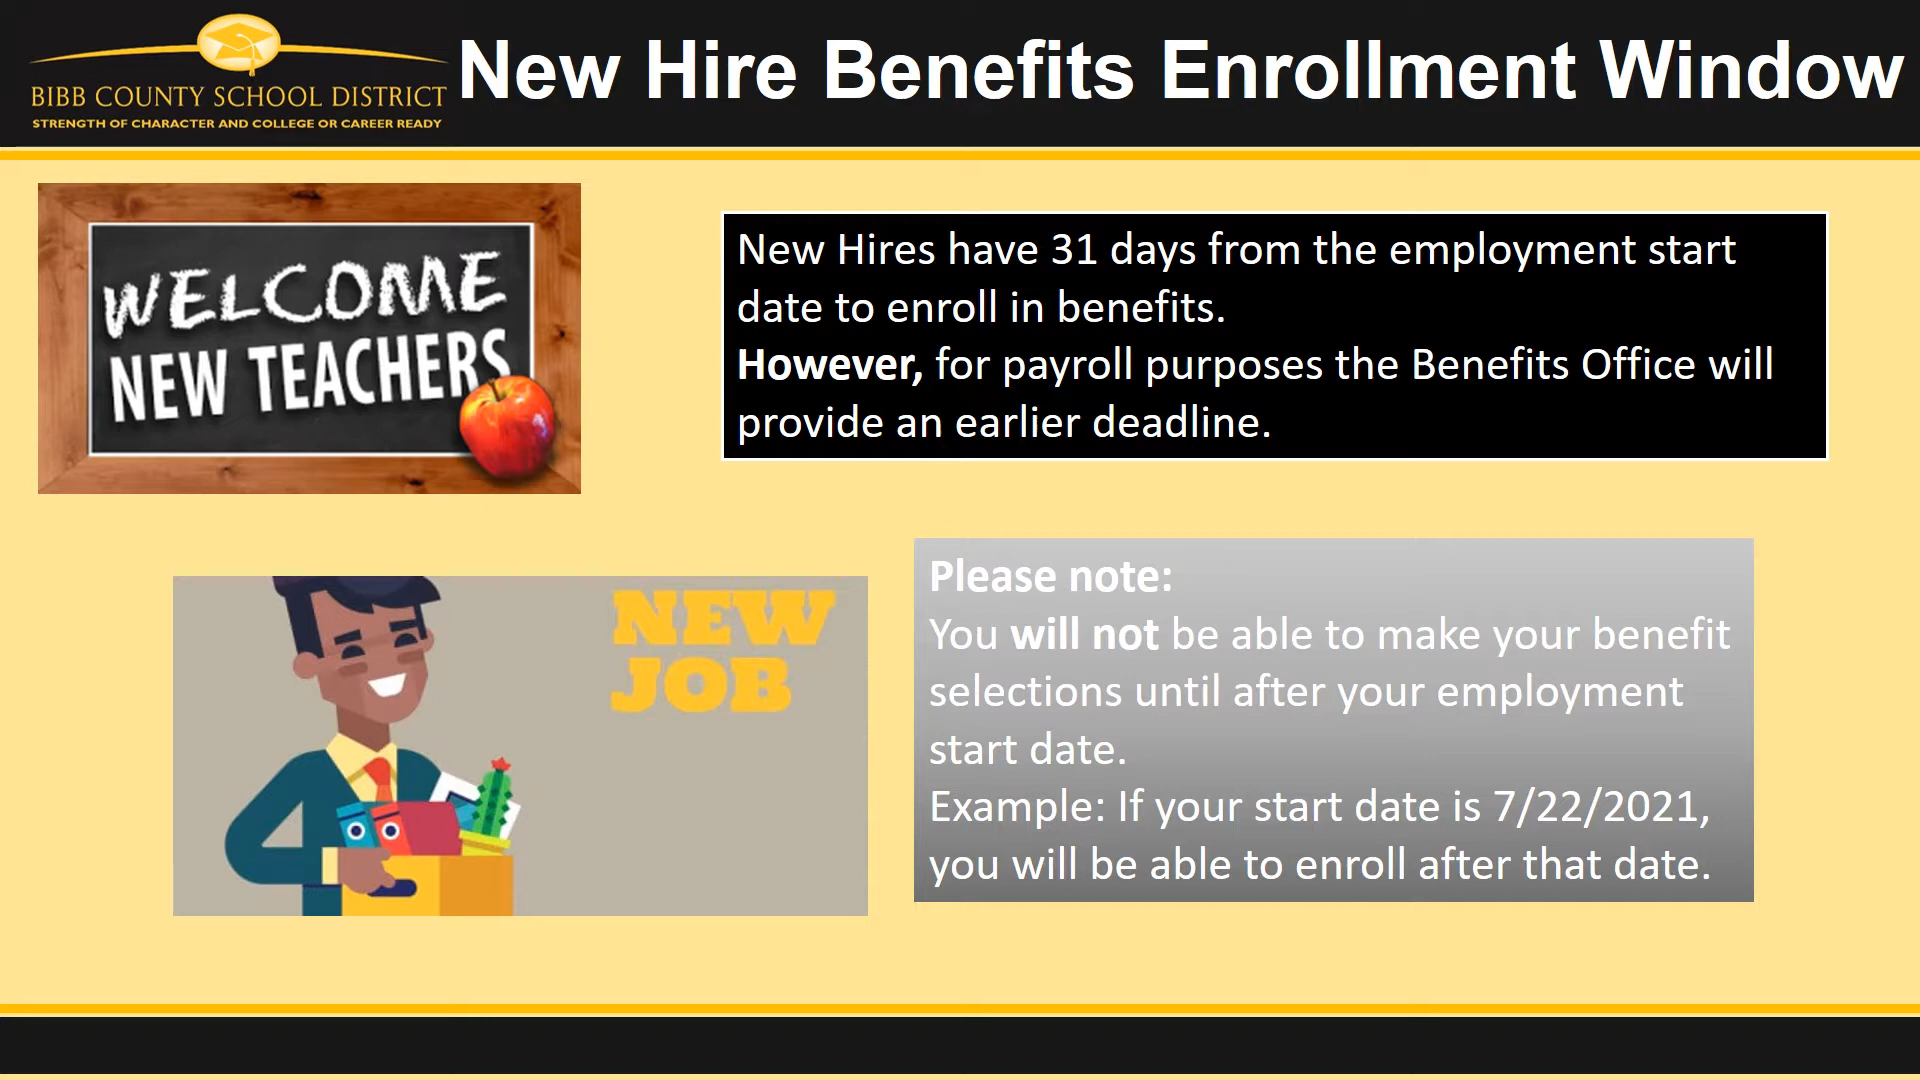 BIBB COUNTY SCHOOL DISTRICT
STRENGTH OF CHARACTER AND COLLEGE OR CAREER READY
New Hire Benefits Enrollment Window
WELCOME
NEW TEACHERS
New Hires have 31 days from the employment start
date to enroll in benefits.
However, for payroll purposes the Benefits Office will
provide an earlier deadline.
NEW
JOB
Please note:
You will not be able to make your benefit
selections until after your employment
start date.
Example: If your start date is 7/22/2021,
you will be able to enroll after that date.